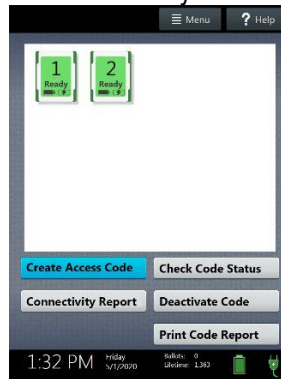 Menu ? Help
1 2
Ready Ready
Create Access Code Check Code Status
Connectivity Report Deactivate Code
Print Code Report
1:32 PM Friday Ballots: 0
5/1/2020 Lifetime: 1,363